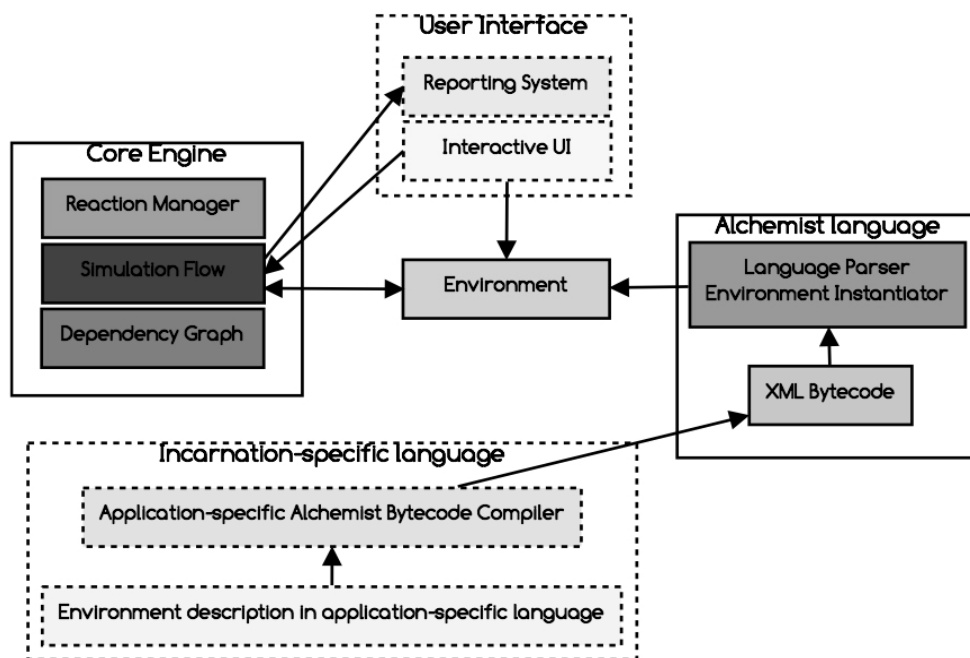 User Interface
Reporting System
Interactive UI
Core Engine
Reaction Manager
Simulation Flow
Dependency Graph
Environment
Alchemist language
Language Parser
Environment Instantiator
XML Bytecode
Incarnation-specific language
Application-specific Alchemist Bytecode Compiler
Environment description in application-specific language